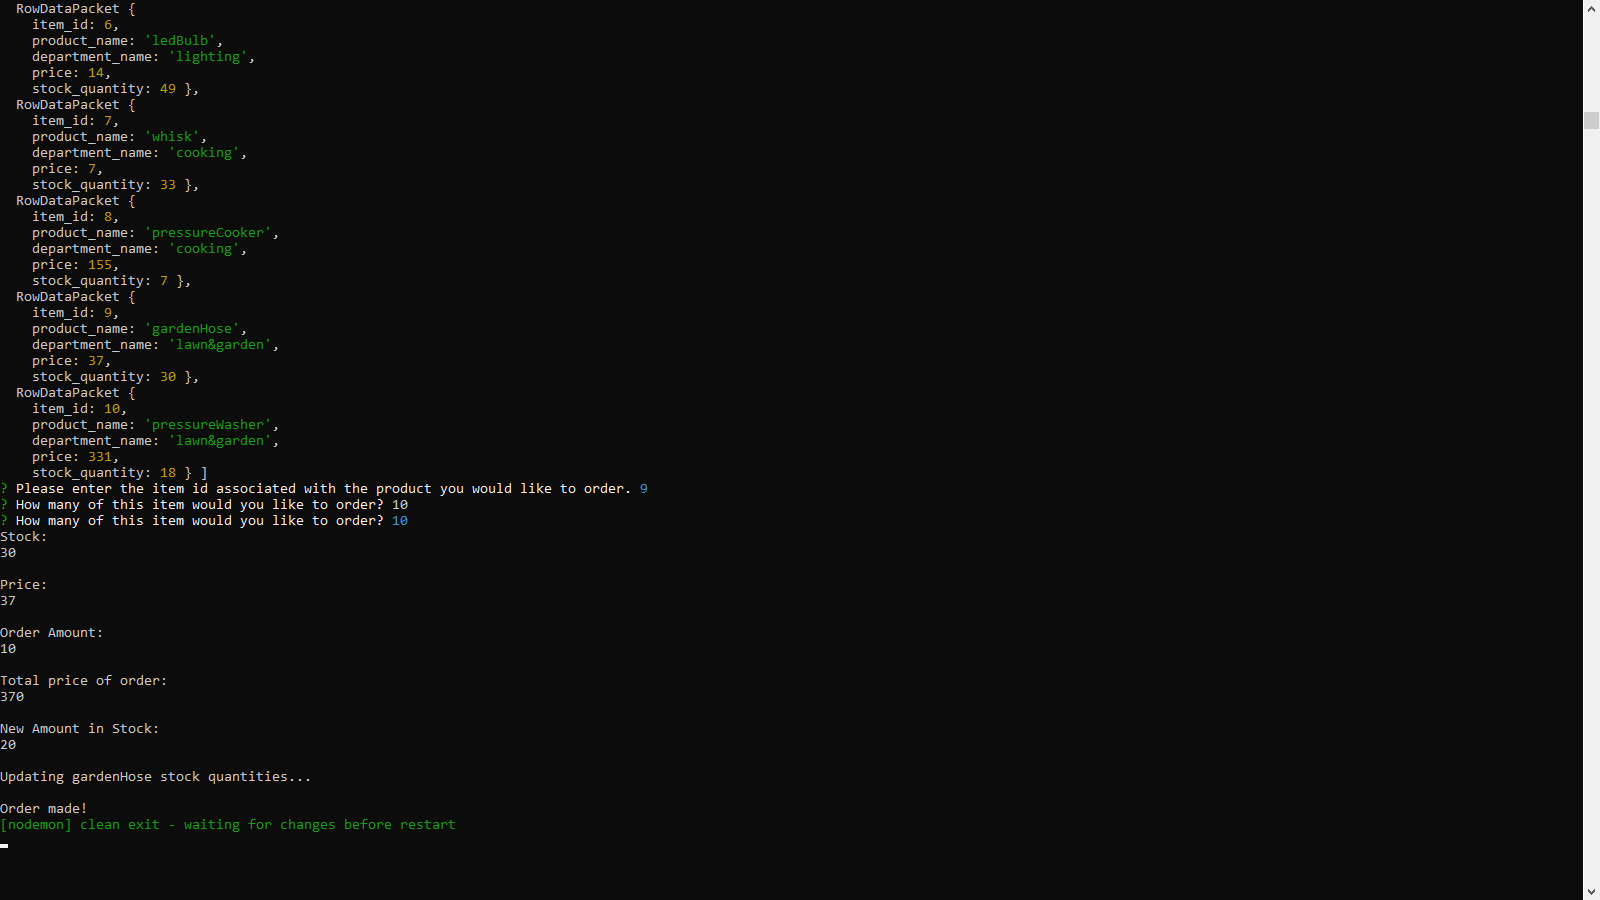 RowDataPacket {
item_id: 6,
product_name: 'ledBulb',
department_name: 'lighting',
price: 14,
stock_quantity: 49 },
RowDataPacket {
item_id: 7,
product_name: 'whisk',
department_name: 'cooking',
price: 7,
stock_quantity: 33 },
RowDataPacket {
item_id: 8,
product_name: 'pressureCooker',
department_name: 'cooking',
price: 155,
stock_quantity: 7 },
RowDataPacket {
item_id: 9,
product_name: 'gardenHose',
department_name: 'lawn&garden',
price: 37,
stock_quantity: 30 },
RowDataPacket {
item_id: 10,
product_name: 'pressureWasher',
department_name: 'lawn&garden',
price: 331,
stock_quantity: 18 } ]
? Please enter the item id associated with the product you would like to order. 9
? How many of this item would you like to order? 10
? How many of this item would you like to order? 10
Stock:
30
Price:
37
Order Amount:
10
Total price of order:
370
New Amount in Stock:
20
Updating gardenHose stock quantities...
Order made!
[nodemon] clean exit - waiting for changes before restart